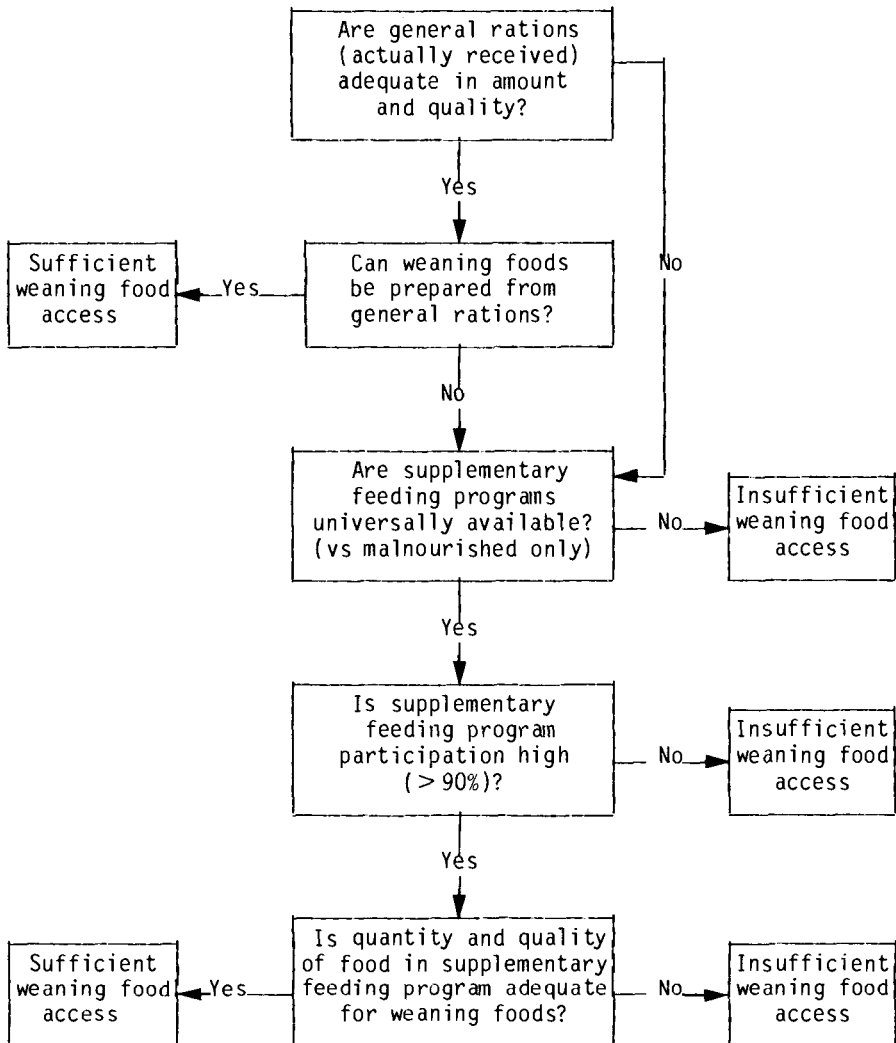 Are general rations
(actually received)
adequate in amount
and quality?
Yes
No
Sufficient
weaning food
access
Yes
Can weaning foods
be prepared from
general rations?
No
Are supplementary
feeding programs
universally available?
(vs malnourished only)
No
Insufficient
weaning food
access
Yes
Is supplementary
feeding program
participation high
(> 90%)?
No
Insufficient
weaning food
access
Yes
Sufficient
weaning food
access
Yes
Is quantity and quality
of food in supplementary
feeding program adequate
for weaning foods?
No
Insufficient
weaning food
access